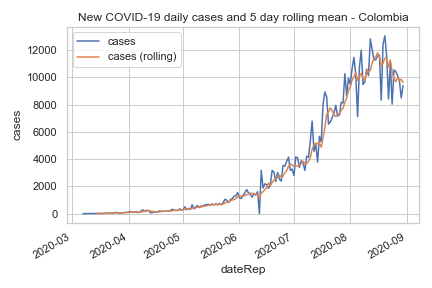 New COVID-19 daily cases and 5 day rolling mean - Colombia
cases
cases (rolling)
12000
10000
8000
6000
4000
2000
0
cases
2020-03
2020-04
2020-05
2020-06
2020-07
2020-08
2020-09
dateRep